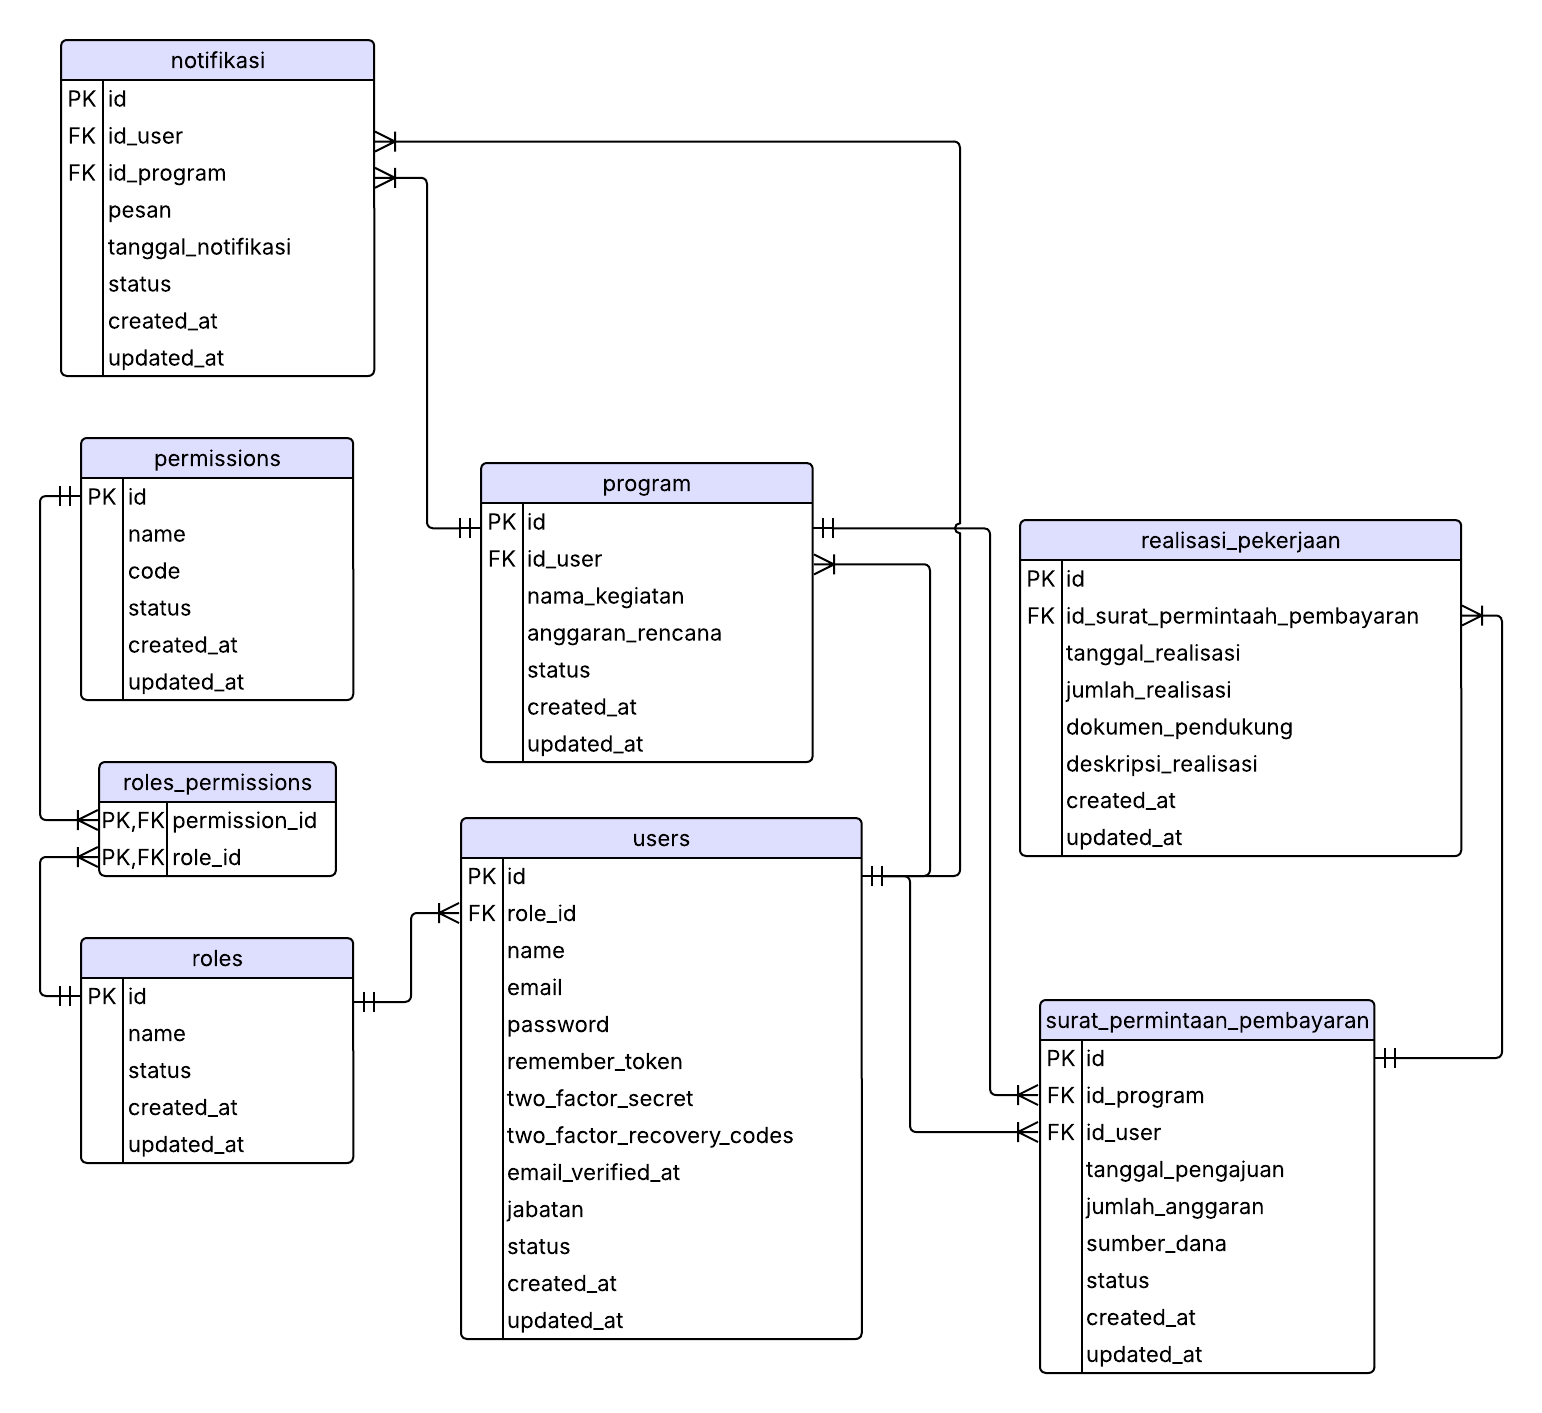 notifikasi
PK id
FK id_user
FK id_program
pesan
tanggal_notifikasi
status
created_at
updated_at
permissions
PK id
name
code
status
created_at
updated_at
roles_permissions
PK,FK permission_id
PK,FK role_id
roles
PK id
name
status
created_at
updated_at
program
PK id
FK id_user
nama_kegiatan
anggaran_rencana
status
created_at
updated_at
users
PK id
FK role_id
name
email
password
remember_token
two_factor_secret
two_factor_recovery_codes
email_verified_at
jabatan
status
created_at
updated_at
realisasi_pekerjaan
PK id
FK id_surat_permintaah_pembayaran
tanggal_realisasi
jumlah_realisasi
dokumen_pendukung
deskripsi_realisasi
created_at
updated_at
surat_permintaan_pembayaran
PK id
FK id_program
FK id_user
tanggal_pengajuan
jumlah_anggaran
sumber_dana
status
created_at
updated_at